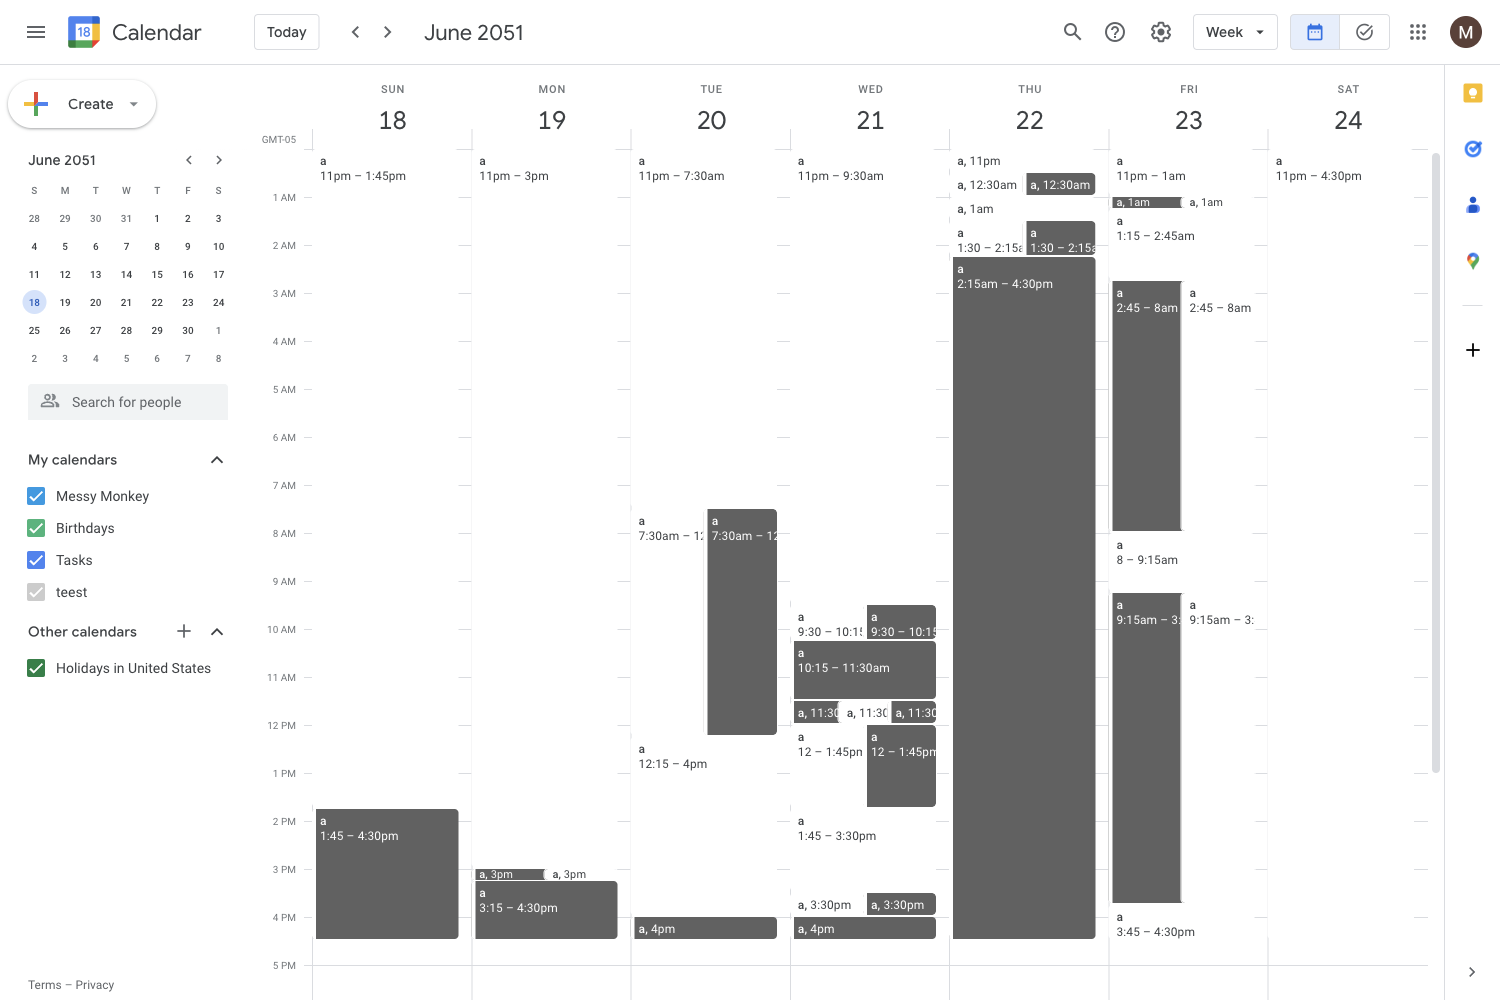 18 Calendar Today June 2051 Week M
Create
SUN MON TUE WED THU FRI SAT
18 19 20 21 22 23 24
GMT-05
June 2051
S M T W T F S
28 29 30 31 1 2 3
4 5 6 7 8 9 10
11 12 13 14 15 16 17
18 19 20 21 22 23 24
25 26 27 28 29 30 1
2 3 4 5 6 7 8
Search for people
My calendars
Messy Monkey
Birthdays
Tasks
teest
Other calendars
Holidays in United States
Terms – Privacy
1 AM
2 AM
3 AM
4 AM
5 AM
6 AM
7 AM
8 AM
9 AM
10 AM
11 AM
12 PM
1 PM
2 PM
3 PM
4 PM
5 PM
a
11pm – 1:45pm
a
1:45 – 4:30pm
a
11pm – 3pm
a, 3pm a, 3pm
a
3:15 – 4:30pm
a
11pm – 7:30am
a a
7:30am – 12 7:30am – 12
a
12:15 – 4pm
a, 4pm
a
11pm – 9:30am
a a
9:30 – 10:15 9:30 – 10:15
a
10:15 – 11:30am
a, 11:30 a, 11:30 a, 11:30
a a
12 – 1:45pm 12 – 1:45pm
a
1:45 – 3:30pm
a, 3:30pm a, 3:30pm
a, 4pm
a, 11pm
a, 12:30am a, 12:30am
a, 1am
a a
1:30 – 2:15a 1:30 – 2:15a
a
2:15am – 4:30pm
a
11pm – 1am
a, 1am a, 1am
a
1:15 – 2:45am
a a
2:45 – 8am 2:45 – 8am
a
8 – 9:15am
a a
9:15am – 3: 9:15am – 3:
a
3:45 – 4:30pm
a
11pm – 4:30pm